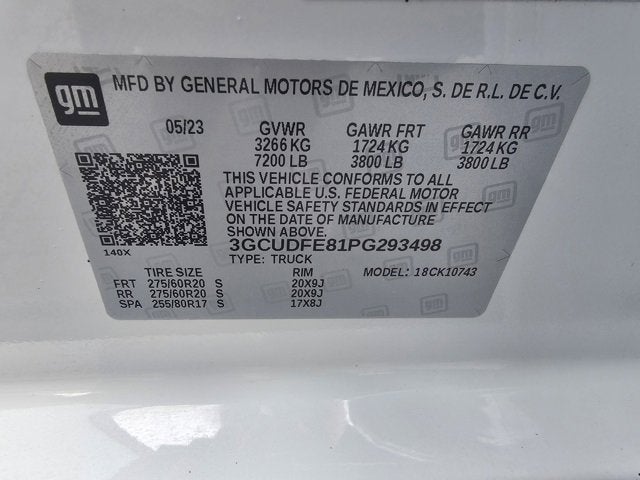 gm
MFD BY GENERAL MOTORS DE MEXICO, S. DE R.L. DE C.V.
05/23 GVWR GAWR FRT GAWR RR
3266 KG 1724 KG 1724 KG
7200 LB 3800 LB 3800 LB
THIS VEHICLE CONFORMS TO ALL
APPLICABLE U.S. FEDERAL MOTOR
VEHICLE SAFETY STANDARDS IN EFFECT
ON THE DATE OF MANUFACTURE
SHOWN ABOVE.
3GCUDFE81PG293498
140X TYPE: TRUCK MODEL: 18CK10743
TIRE SIZE RIM
FRT 275/60R20 S 20X9J
RR 275/60R20 S 20X9J
SPA 255/80R17 S 17X8J